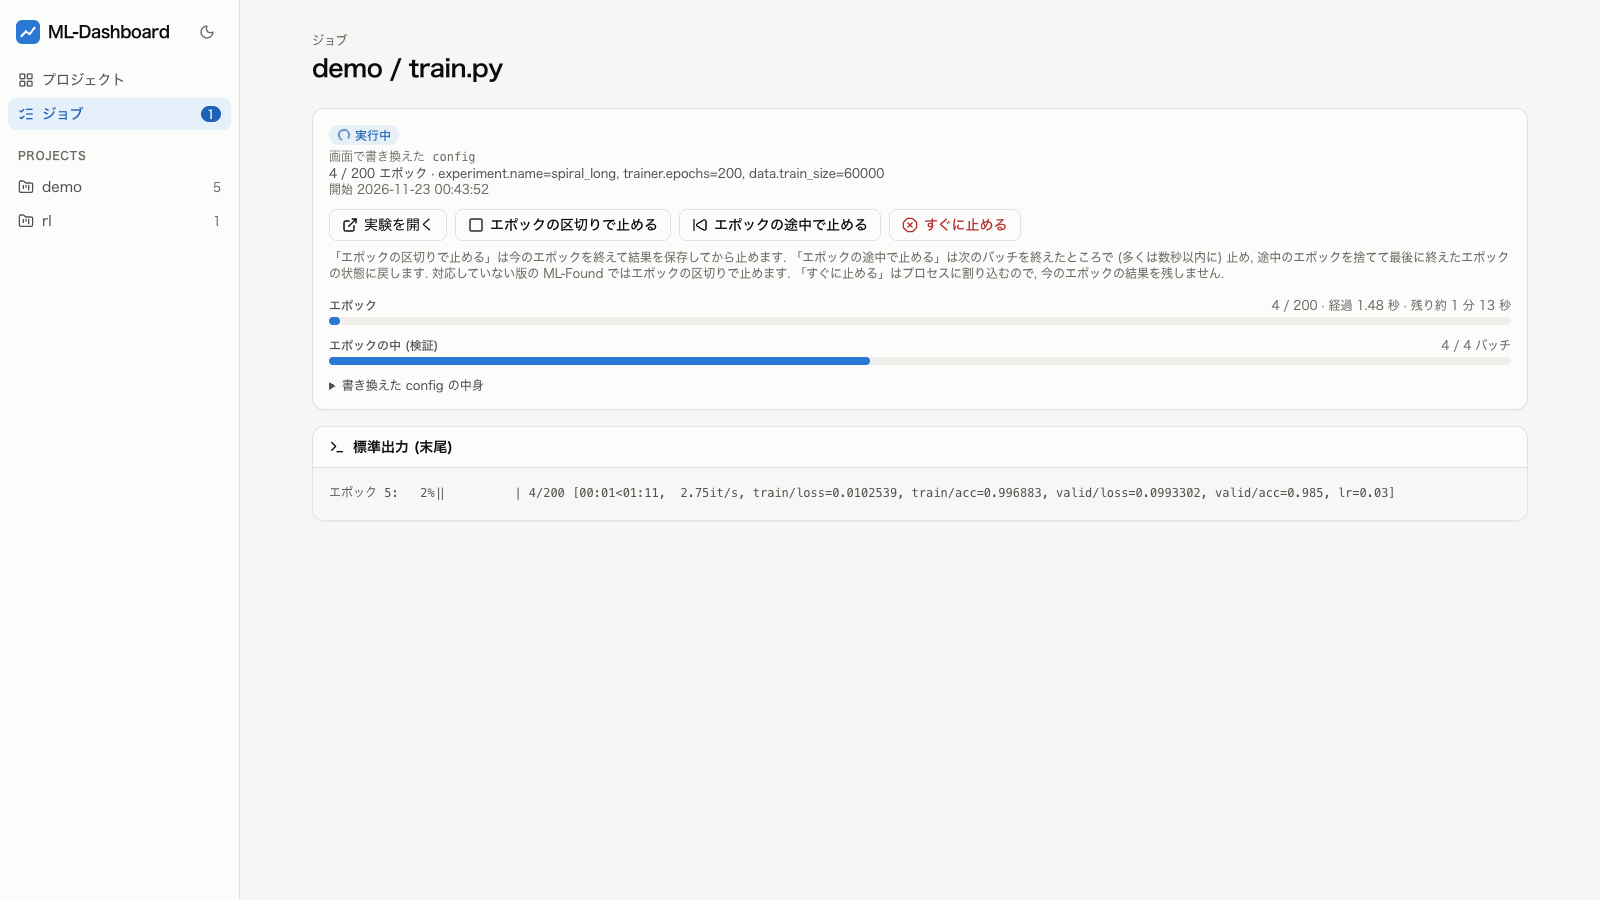 ML-Dashboard
プロジェクト
ジョブ 1
PROJECTS
demo 5
rl 1
ジョブ
demo / train.py
実行中
画面で書き換えた config
4 / 200 エポック · experiment.name=spiral_long, trainer.epochs=200, data.train_size=60000
開始 2026-11-23 00:43:52
実験を開く エポックの区切りで止める エポックの途中で止める すぐに止める
「エポックの区切りで止める」は今のエポックを終えて結果を保存してから止めます. 「エポックの途中で止める」は次のバッチを終えたところで (多くは数秒以内に) 止め, 途中のエポックを捨てて最後に終えたエポック
の状態に戻します. 対応していない版の ML-Found ではエポックの区切りで止めます. 「すぐに止める」はプロセスに割り込むので, 今のエポックの結果を残しません.
エポック 4 / 200 · 経過 1.48 秒 · 残り約 1 分 13 秒
エポックの中 (検証) 4 / 4 バッチ
書き換えた config の中身
標準出力 (末尾)
エポック 5:   2%||          | 4/200 [00:01<01:11,  2.75it/s, train/loss=0.0102539, train/acc=0.996883, valid/loss=0.0993302, valid/acc=0.985, lr=0.03]